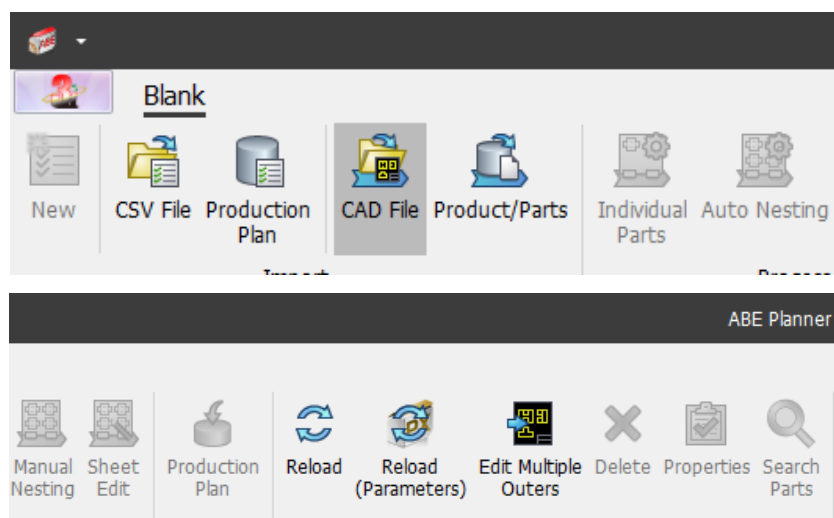 Blank
New
CSV File
Production
Plan
CAD File
Product/Parts
Individual
Parts
Auto Nesting
ABE Planner
Manual
Nesting
Sheet
Edit
Production
Plan
Reload
Reload
(Parameters)
Edit Multiple
Outers
Delete
Properties
Search
Parts